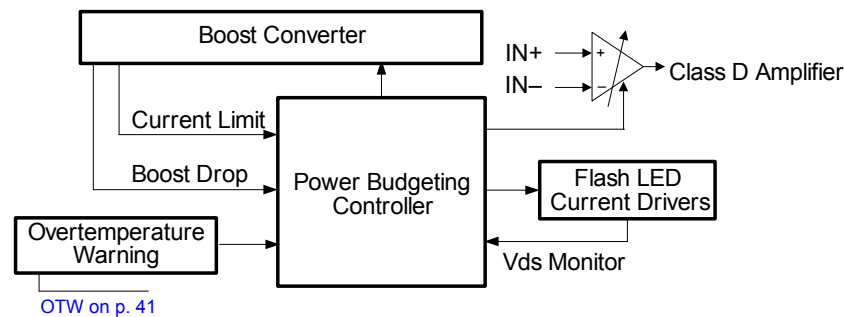 Boost Converter
IN+
+
IN–
–
Class D Amplifier
Current Limit
Boost Drop
Power Budgeting
Controller
Flash LED
Current Drivers
Overtemperature
Warning
Vds Monitor
OTW on p. 41